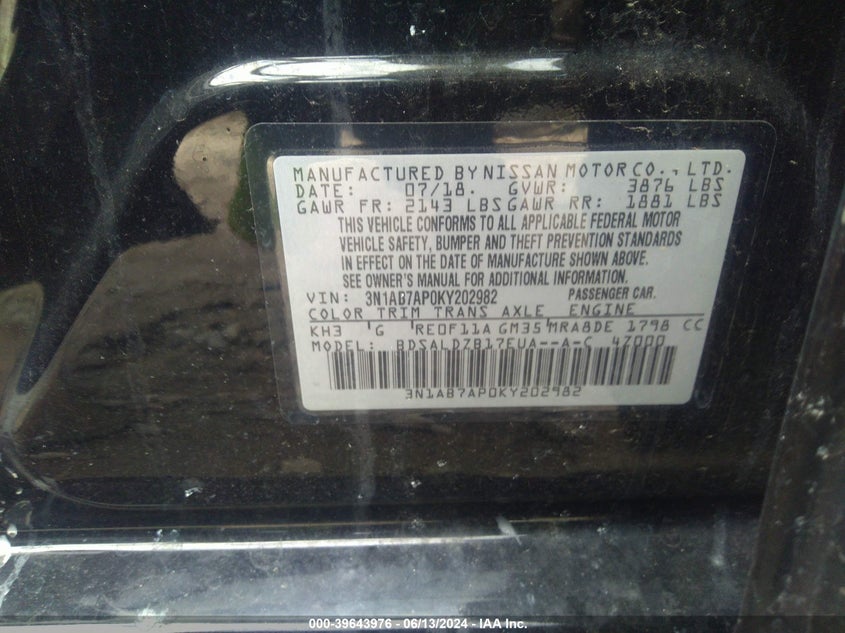 MANUFACTURED BY NISSAN MOTOR CO., LTD.
DATE: 07/18. GVWR: 3876 LBS
GAWR FR: 2143 LBS GAWR RR: 1881 LBS
THIS VEHICLE CONFORMS TO ALL APPLICABLE FEDERAL MOTOR
VEHICLE SAFETY, BUMPER AND THEFT PREVENTION STANDARDS
IN EFFECT ON THE DATE OF MANUFACTURE SHOWN ABOVE.
SEE OWNER'S MANUAL FOR ADDITIONAL INFORMATION.
VIN: 3N1AB7AP0KY202982 PASSENGER CAR.
COLOR TRIM TRANS AXLE ENGINE
KH3 G RE0F11A GM35 MRA8DE 1798 CC
MODEL: BDSALDZB17EUA--A-C 47000
3N1AB7AP0KY202982
000-39643976 - 06/13/2024 - IAA Inc.